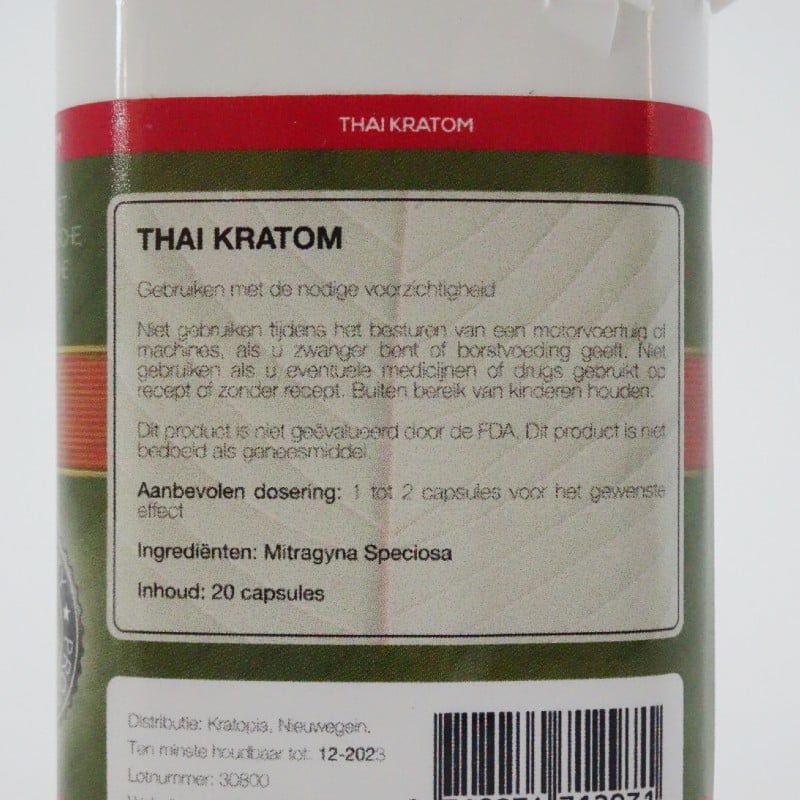 THAI KRATOM
THAI KRATOM
Gebruiken met de nodige voorzichtigheid
Niet gebruiken tijdens het besturen van een motorvoertuig of
machines, als u zwanger bent of borstvoeding geeft. Niet
gebruiken als u eventuele medicijnen of drugs gebruikt op
recept of zonder recept. Buiten bereik van kinderen houden.
Dit product is niet geëvalueerd door de FDA. Dit product is niet
bedoeld als geneesmiddel
Aanbevolen dosering: 1 tot 2 capsules voor het gewenste
effect
Ingrediënten: Mitragyna Speciosa
Inhoud: 20 capsules
Distributie: Kratopia, Nieuwegein.
Ten minste houdbaar tot: 12-2023
Lotnummer: 30800